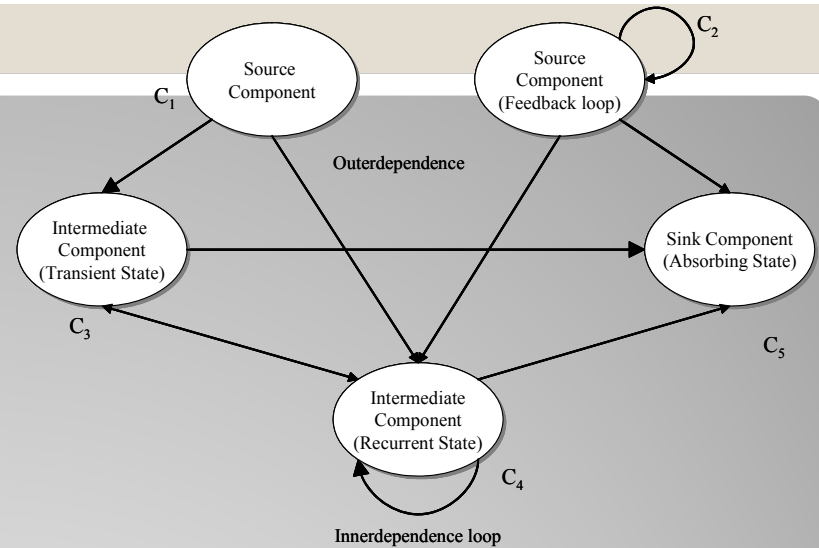 C2
Source
Component
Source
Component
(Feedback loop)
C1
Outerdependence
Intermediate
Component
(Transient State)
Sink Component
(Absorbing State)
C3
C5
Intermediate
Component
(Recurrent State)
C4
Innerdependence loop